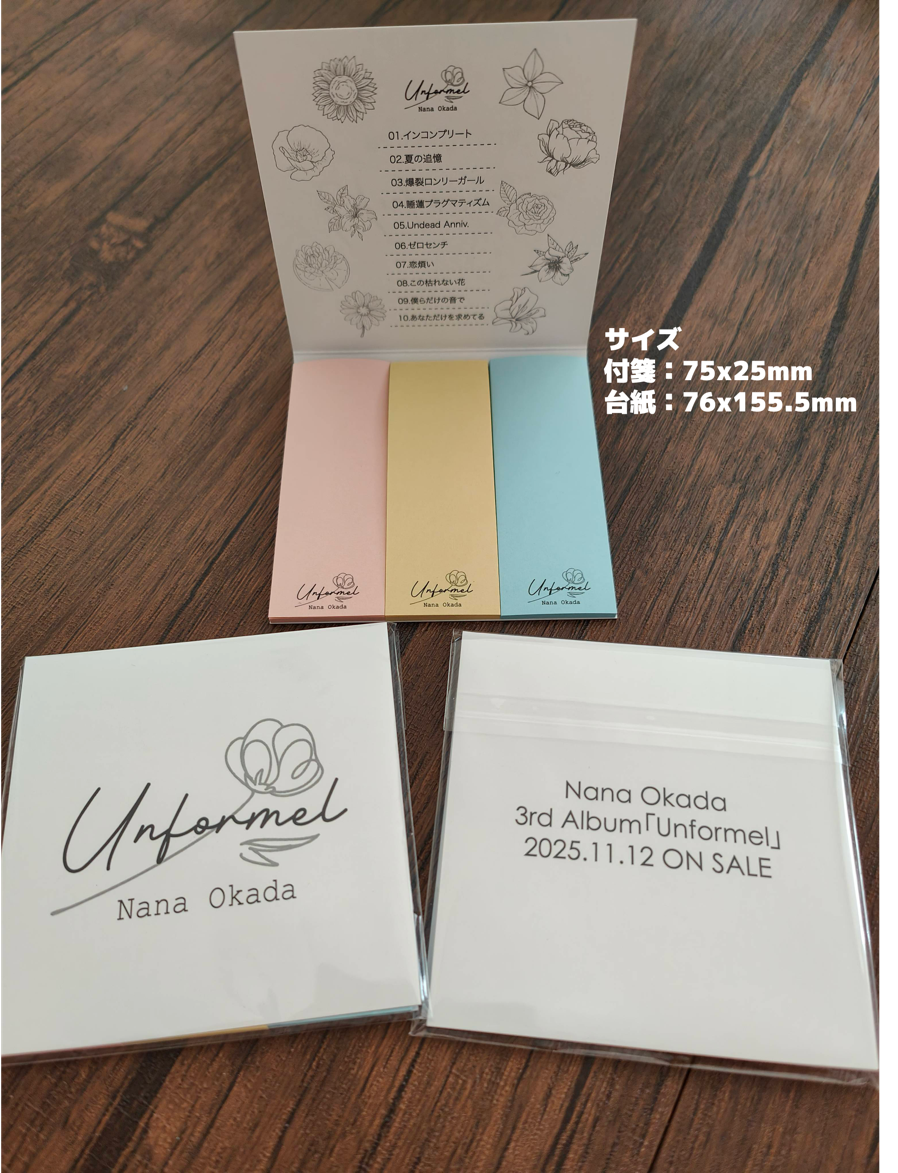 Unformel
Nana Okada
01.インコンプリート
02.夏の追憶
03.爆裂ロンリーガール
04.睡蓮プラグマティズム
05.Undead Anniv.
06.ゼロセンチ
07.恋煩い
08.この枯れない花
09.僕らだけの音で
10.あなただけを求めてる
サイズ
付箋：75x25mm
台紙：76x155.5mm
Unformel
Nana Okada
Unformel
Nana Okada
Unformel
Nana Okada
Unformel
Nana Okada
Nana Okada
3rd Album「Unformel」
2025.11.12 ON SALE